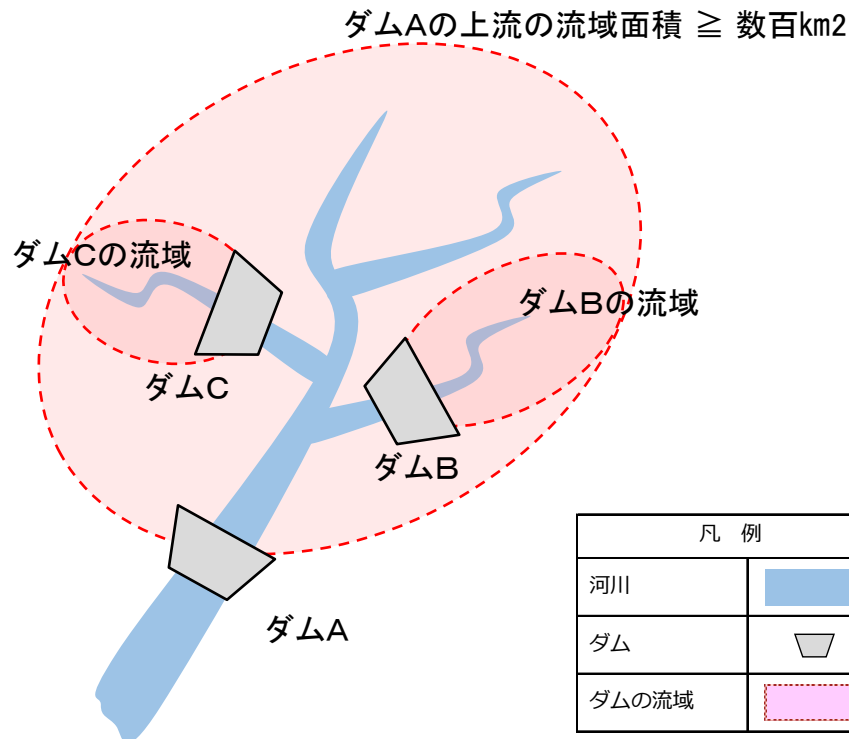 ダムAの上流の流域面積 ≧ 数百km2
ダムCの流域
ダムBの流域
ダムC
ダムB
ダムA
凡 例
河川
ダム
ダムの流域